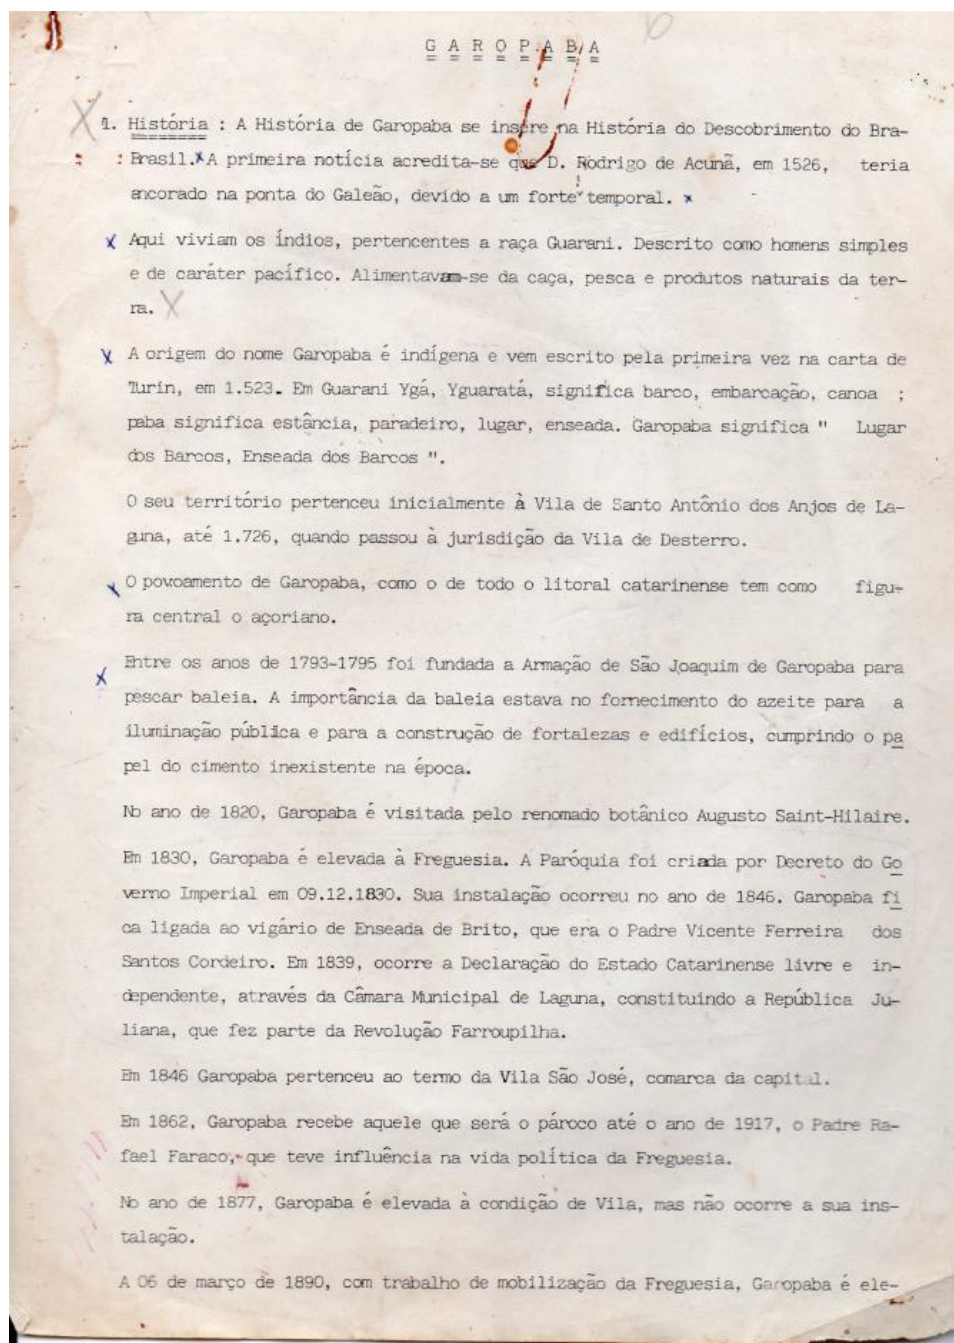 G A R O P A B A
1. História : A História de Garopaba se insere na História do Descobrimento do Bra-
Brasil. A primeira notícia acredita-se que D. Rodrigo de Acunã, em 1526, teria
ancorado na ponta do Galeão, devido a um forte temporal.
Aqui viviam os índios, pertencentes a raça Guarani. Descrito como homens simples
e de caráter pacífico. Alimentavam-se da caça, pesca e produtos naturais da ter-
ra.
A origem do nome Garopaba é indígena e vem escrito pela primeira vez na carta de
Turin, em 1.523. Em Guarani Ygá, Yguaratá, significa barco, embarcação, canoa ;
paba significa estância, paradeiro, lugar, enseada. Garopaba significa " Lugar
dos Barcos, Enseada dos Barcos ".
O seu território pertenceu inicialmente à Vila de Santo Antônio dos Anjos de La-
guna, até 1.726, quando passou à jurisdição da Vila de Desterro.
O povoamento de Garopaba, como o de todo o litoral catarinense tem como figu-
ra central o açoriano.
Entre os anos de 1793-1795 foi fundada a Armação de São Joaquim de Garopaba para
pescar baleia. A importância da baleia estava no fornecimento do azeite para a
iluminação pública e para a construção de fortalezas e edifícios, cumprindo o pa
pel do cimento inexistente na época.
No ano de 1820, Garopaba é visitada pelo renomado botânico Augusto Saint-Hilaire.
Em 1830, Garopaba é elevada à Freguesia. A Paróquia foi criada por Decreto do Go
verno Imperial em 09.12.1830. Sua instalação ocorreu no ano de 1846. Garopaba fi
ca ligada ao vigário de Enseada de Brito, que era o Padre Vicente Ferreira dos
Santos Cordeiro. Em 1839, ocorre a Declaração do Estado Catarinense livre e in-
dependente, através da Câmara Municipal de Laguna, constituindo a República Ju-
liana, que fez parte da Revolução Farroupilha.
Em 1846 Garopaba pertenceu ao termo da Vila São José, comarca da capital.
Em 1862, Garopaba recebe aquele que será o pároco até o ano de 1917, o Padre Ra-
fael Faraco, que teve influência na vida política da Freguesia.
No ano de 1877, Garopaba é elevada à condição de Vila, mas não ocorre a sua ins-
talação.
A 06 de março de 1890, com trabalho de mobilização da Freguesia, Garopaba é ele-